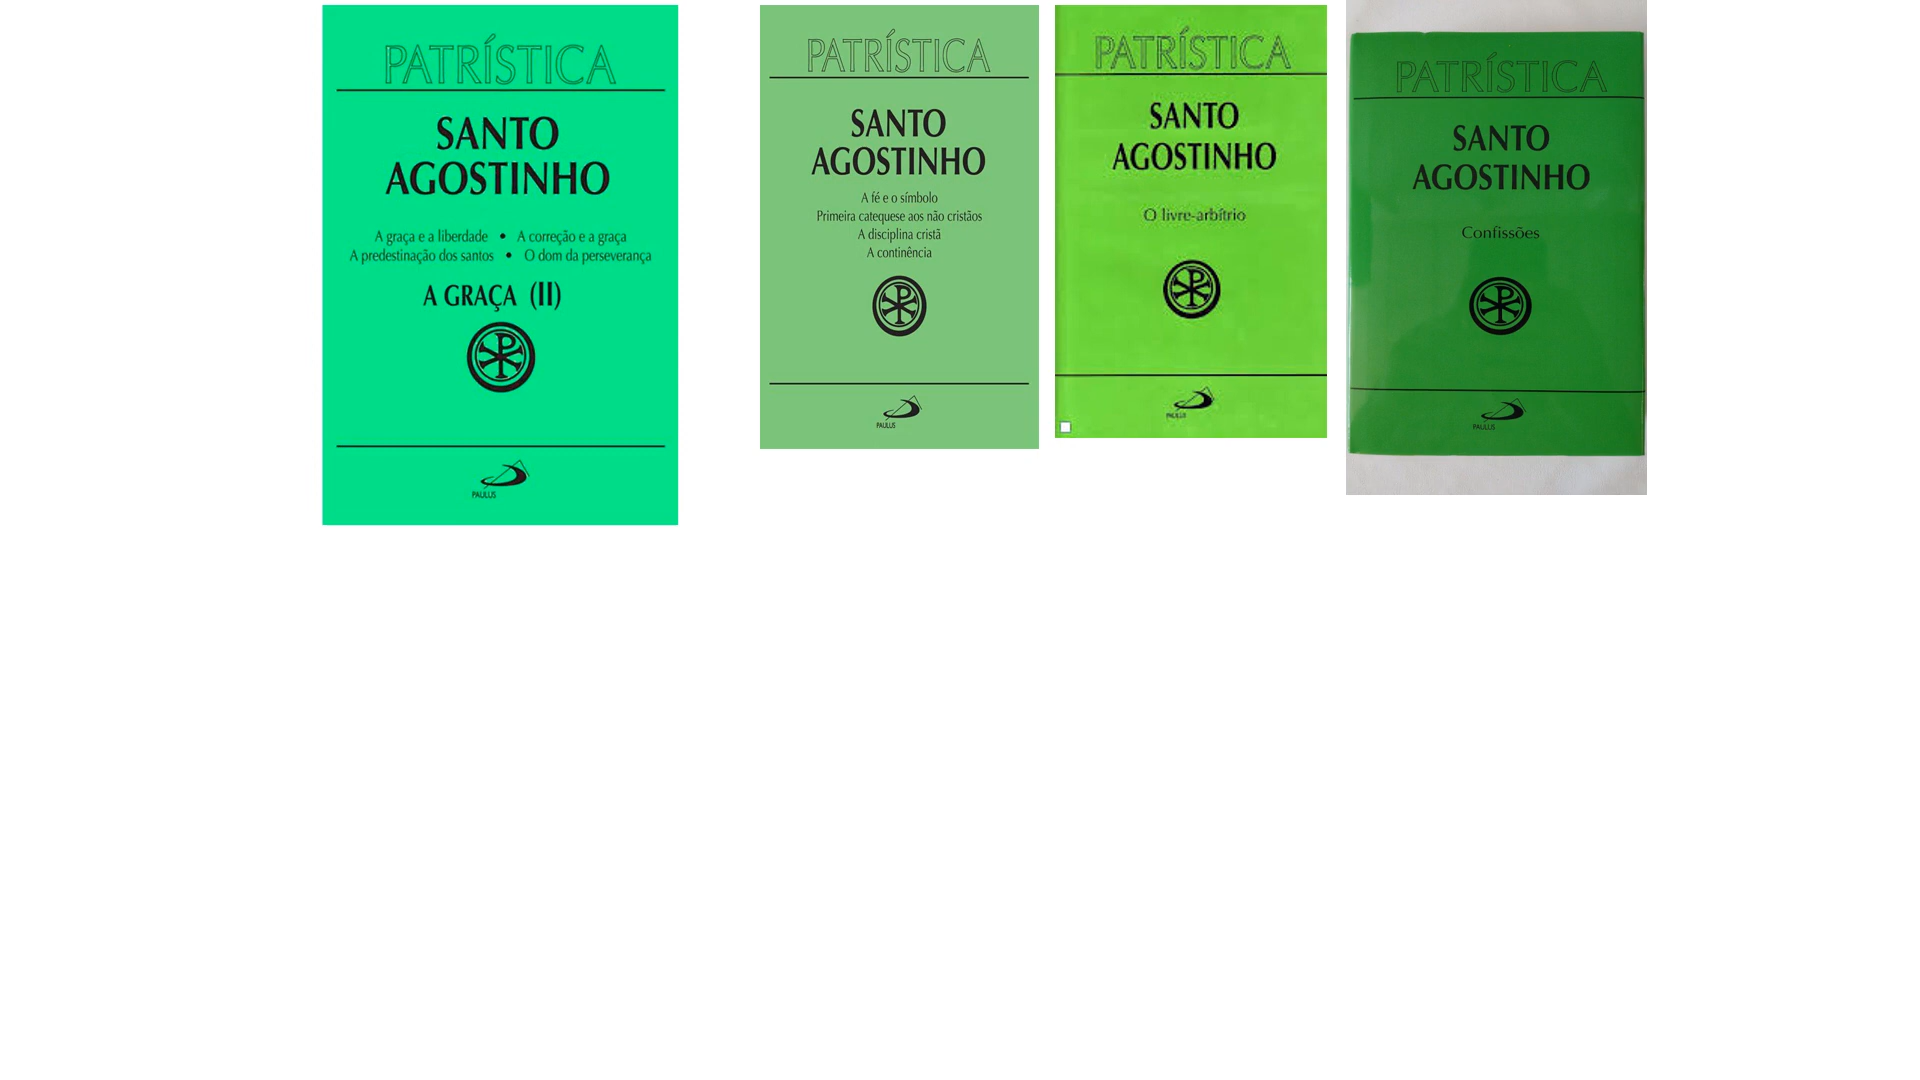 PATRÍSTICA
SANTO
AGOSTINHO
A graça e a liberdade • A correção e a graça
A predestinação dos santos • O dom da perseverança
A GRAÇA (II)
PAULUS
PATRÍSTICA
SANTO
AGOSTINHO
A fé e o símbolo
Primeira catequese aos não cristãos
A disciplina cristã
A continência
PAULUS
PATRÍSTICA
SANTO
AGOSTINHO
O livre-arbítrio
PAULUS
PATRÍSTICA
SANTO
AGOSTINHO
Confissões
PAULUS